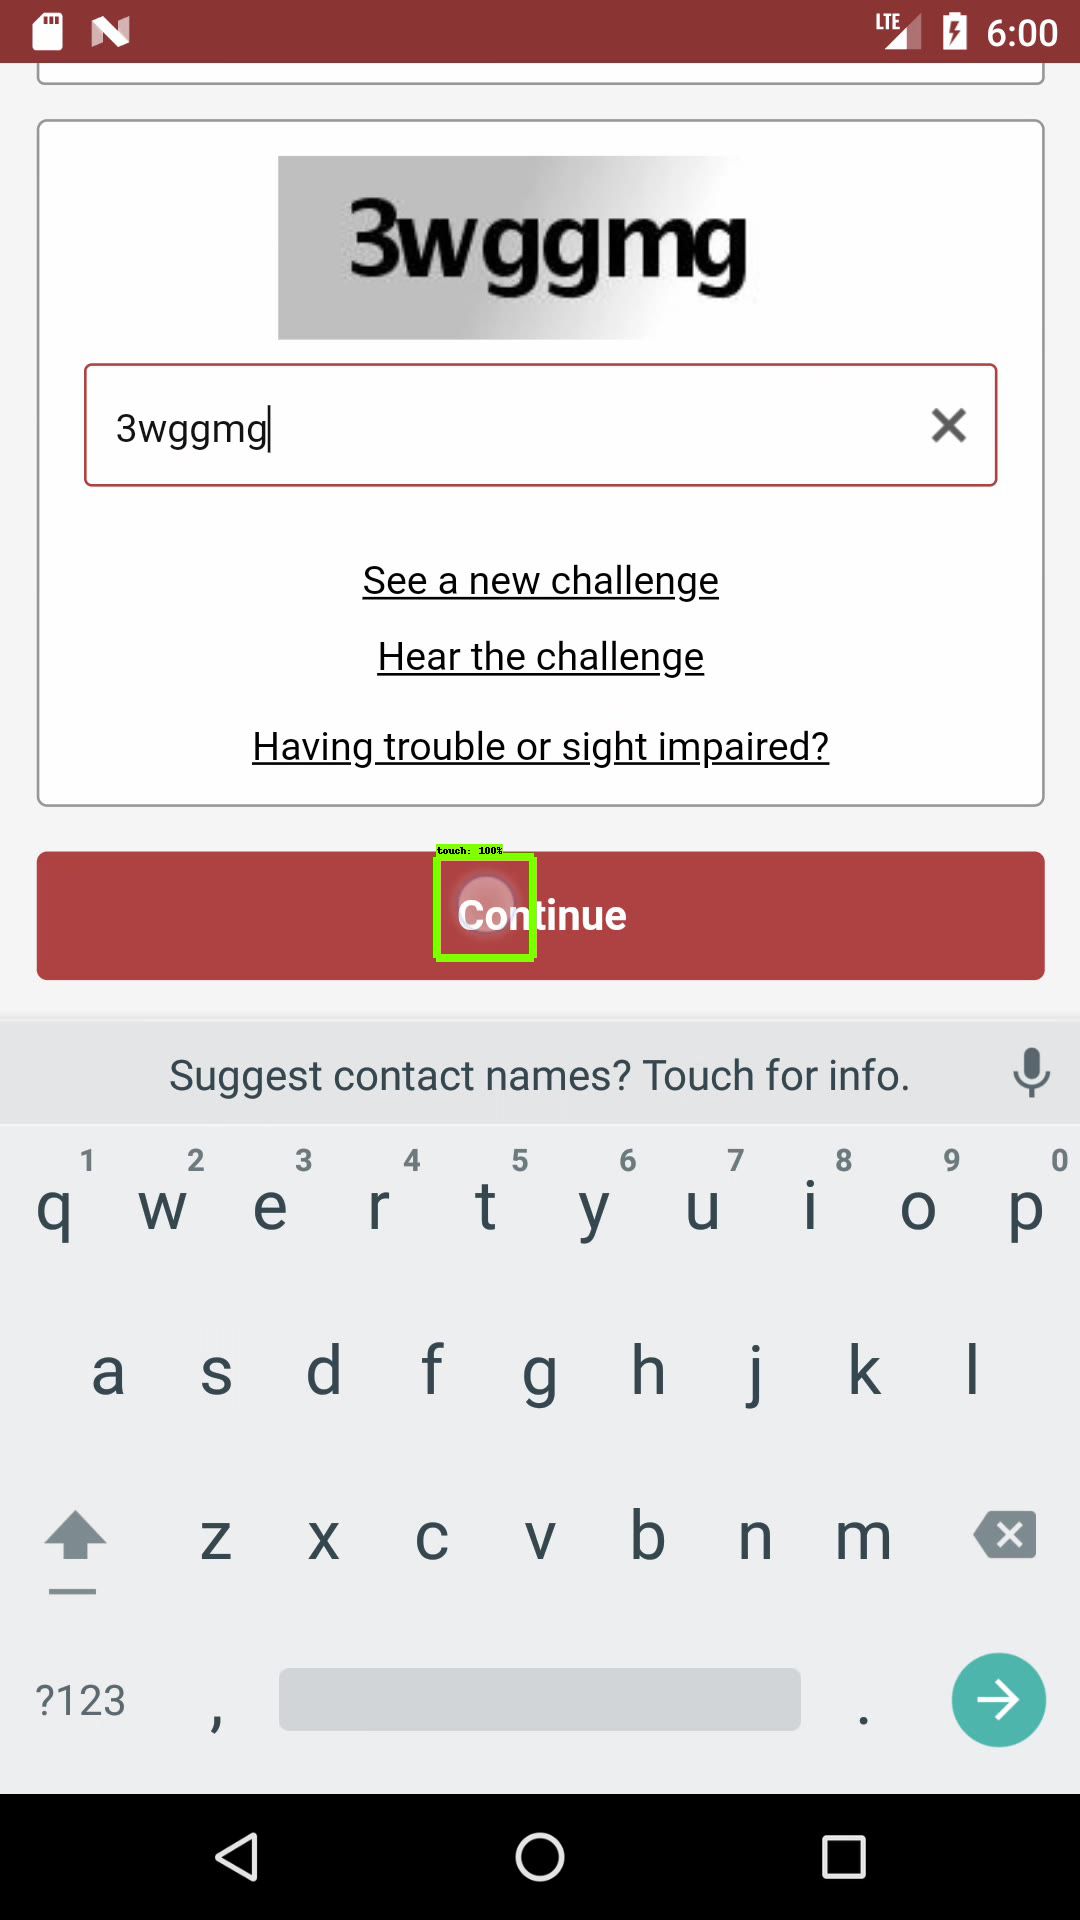 LTE 6:00
3wggmg
3wggmg
See a new challenge
Hear the challenge
Having trouble or sight impaired?
touch: 100%
Continue
Suggest contact names? Touch for info.
1 2 3 4 5 6 7 8 9 0
q w e r t y u i o p
a s d f g h j k l
z x c v b n m
?123 , .